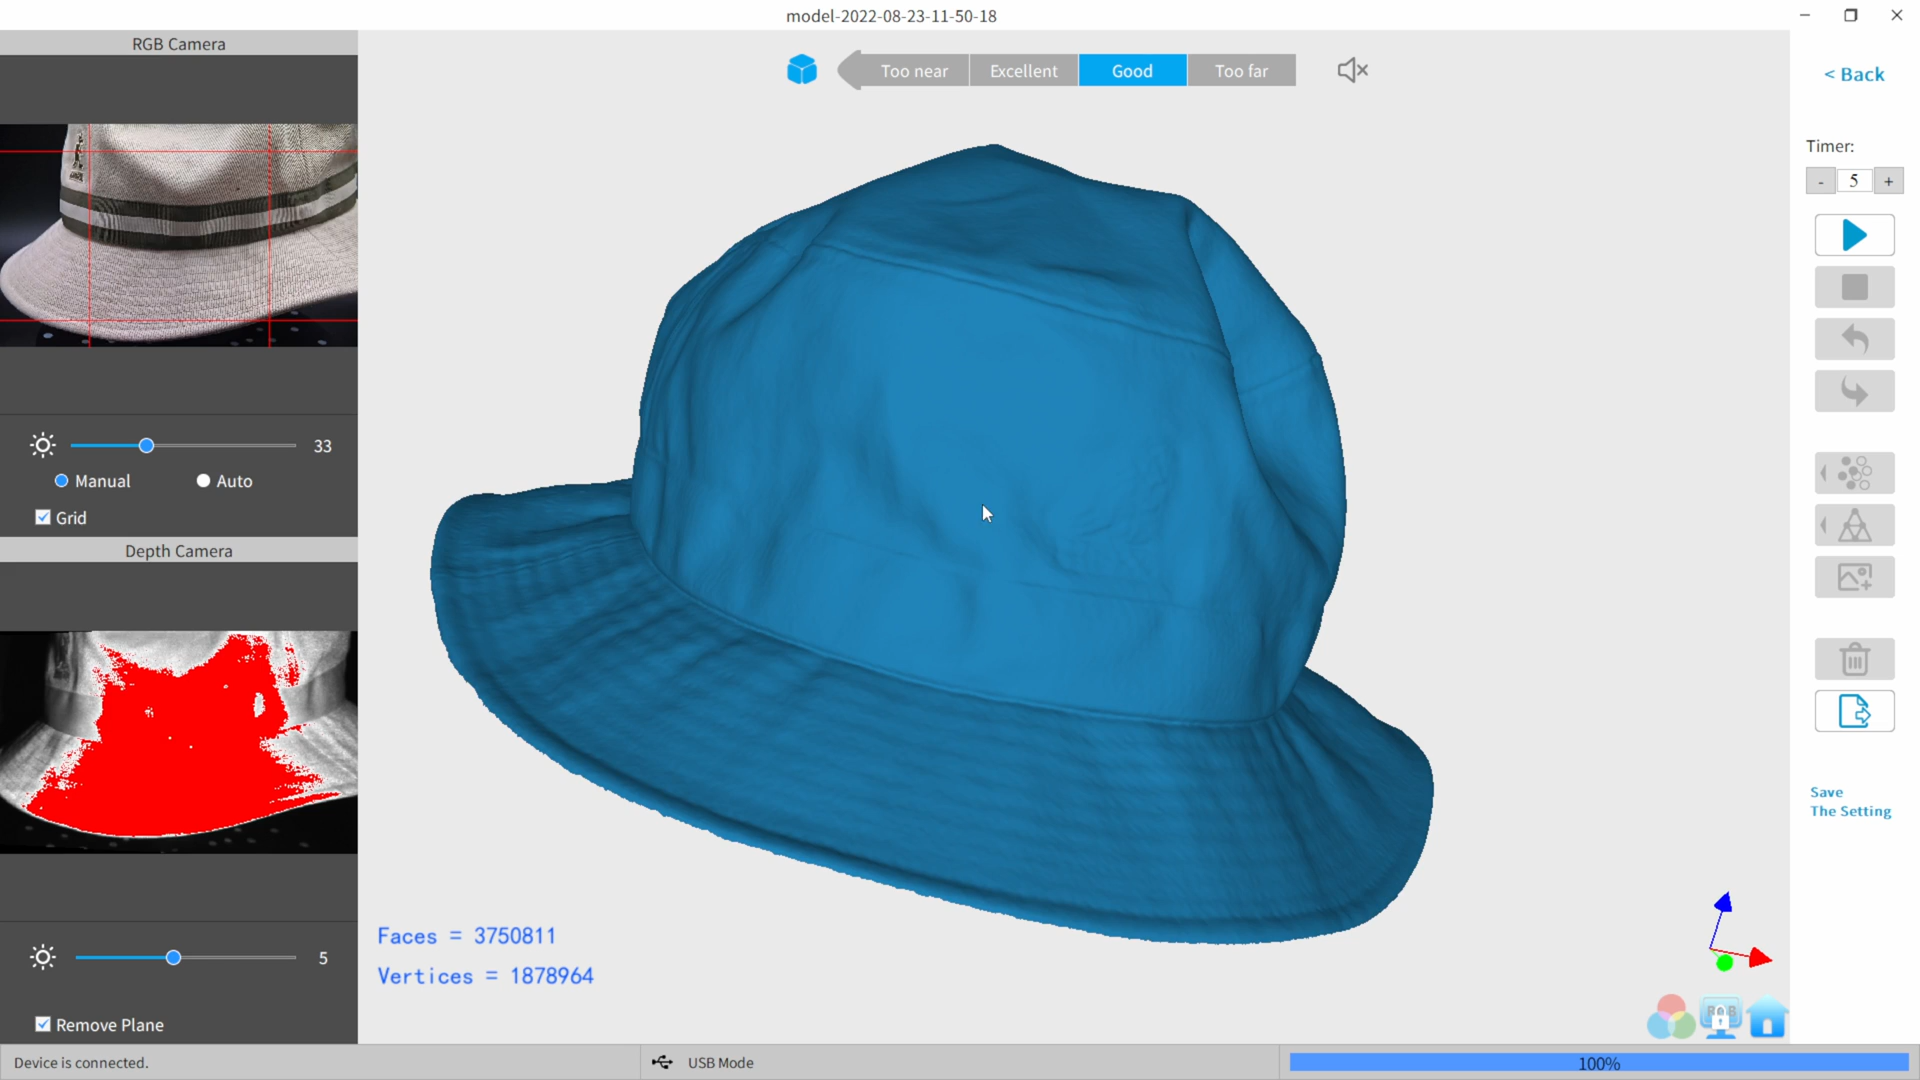 model-2022-08-23-11-50-18
RGB Camera
Too near
Excellent
Good
Too far
< Back
Timer:
- 5 +
33
Manual
Auto
Grid
Depth Camera
Save
The Setting
Faces = 3750811
Vertices = 1878964
5
Remove Plane
RGB
Device is connected.
USB Mode
100%